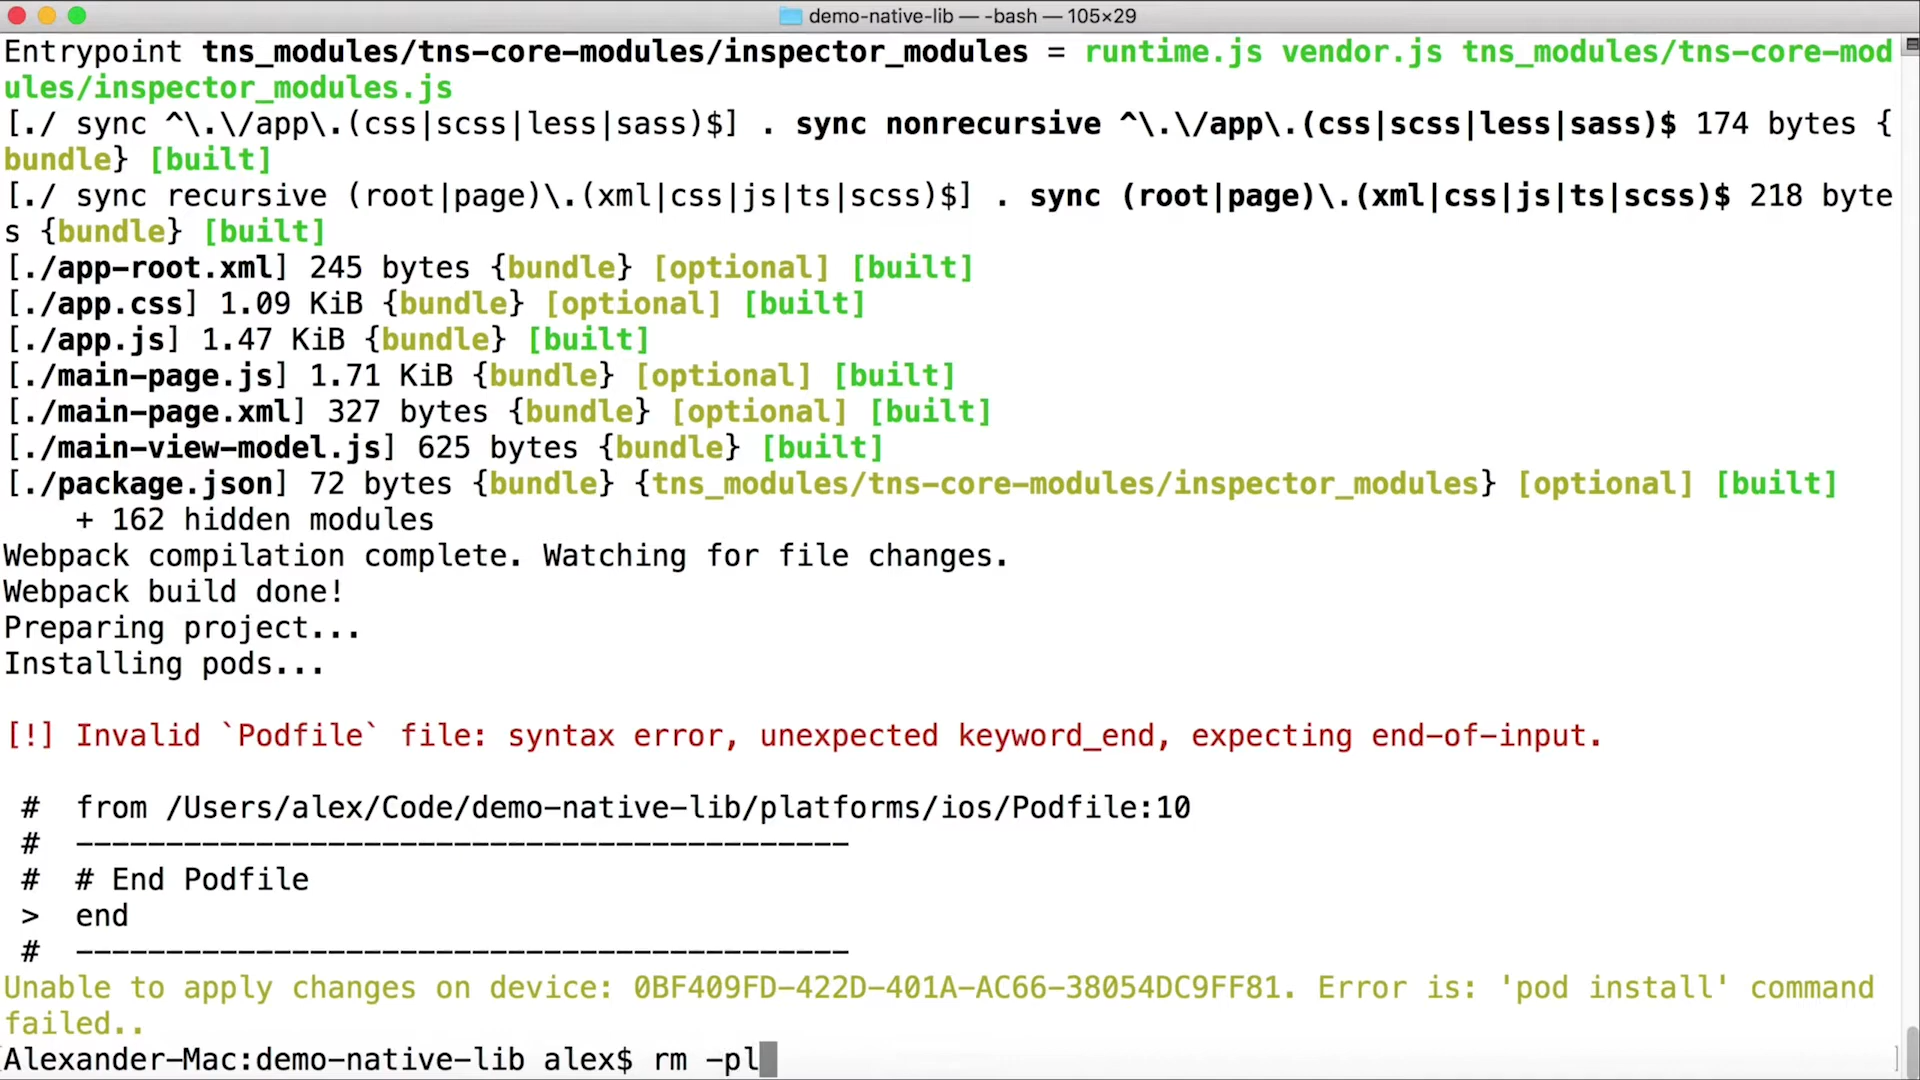 demo-native-lib — -bash — 105×29
Entrypoint tns_modules/tns-core-modules/inspector_modules = runtime.js vendor.js tns_modules/tns-core-mod
ules/inspector_modules.js
[./ sync ^\.\/app\.(css|scss|less|sass)$] . sync nonrecursive ^\.\/app\.(css|scss|less|sass)$ 174 bytes {
bundle} [built]
[./ sync recursive (root|page)\.(xml|css|js|ts|scss)$] . sync (root|page)\.(xml|css|js|ts|scss)$ 218 byte
s {bundle} [built]
[./app-root.xml] 245 bytes {bundle} [optional] [built]
[./app.css] 1.09 KiB {bundle} [optional] [built]
[./app.js] 1.47 KiB {bundle} [built]
[./main-page.js] 1.71 KiB {bundle} [optional] [built]
[./main-page.xml] 327 bytes {bundle} [optional] [built]
[./main-view-model.js] 625 bytes {bundle} [built]
[./package.json] 72 bytes {bundle} {tns_modules/tns-core-modules/inspector_modules} [optional] [built]
+ 162 hidden modules
Webpack compilation complete. Watching for file changes.
Webpack build done!
Preparing project...
Installing pods...
[!] Invalid `Podfile` file: syntax error, unexpected keyword_end, expecting end-of-input.
# from /Users/alex/Code/demo-native-lib/platforms/ios/Podfile:10
# -------------------------------------------
# # End Podfile
> end
# -------------------------------------------
Unable to apply changes on device: 0BF409FD-422D-401A-AC66-38054DC9FF81. Error is: 'pod install' command
failed..
Alexander-Mac:demo-native-lib alex$ rm -pl